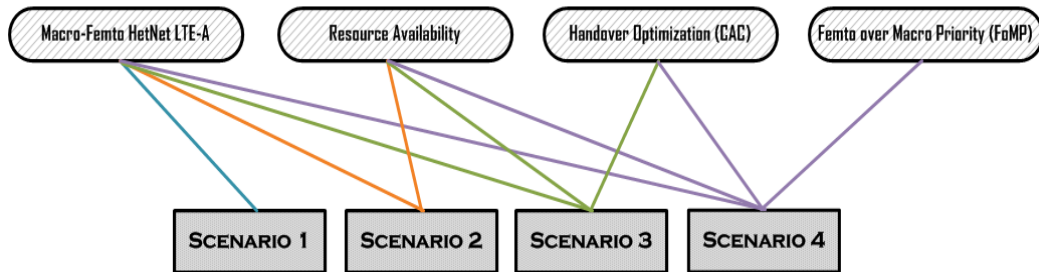 Macro-Femto HetNet LTE-A
Resource Availability
Handover Optimization (CAC)
Femto over Macro Priority (FoMP)
SCENARIO 1
SCENARIO 2
SCENARIO 3
SCENARIO 4